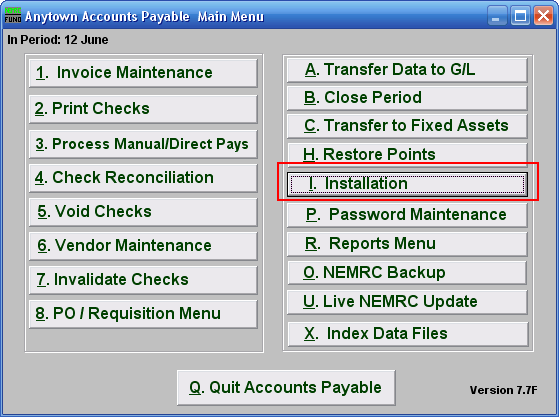 Anytown Accounts Payable Main Menu
In Period: 12 June
1. Invoice Maintenance
2. Print Checks
3. Process Manual/Direct Pays
4. Check Reconciliation
5. Void Checks
6. Vendor Maintenance
7. Invalidate Checks
8. PO / Requisition Menu
A. Transfer Data to G/L
B. Close Period
C. Transfer to Fixed Assets
H. Restore Points
I. Installation
P. Password Maintenance
R. Reports Menu
O. NEMRC Backup
U. Live NEMRC Update
X. Index Data Files
Q. Quit Accounts Payable
Version 7.7F